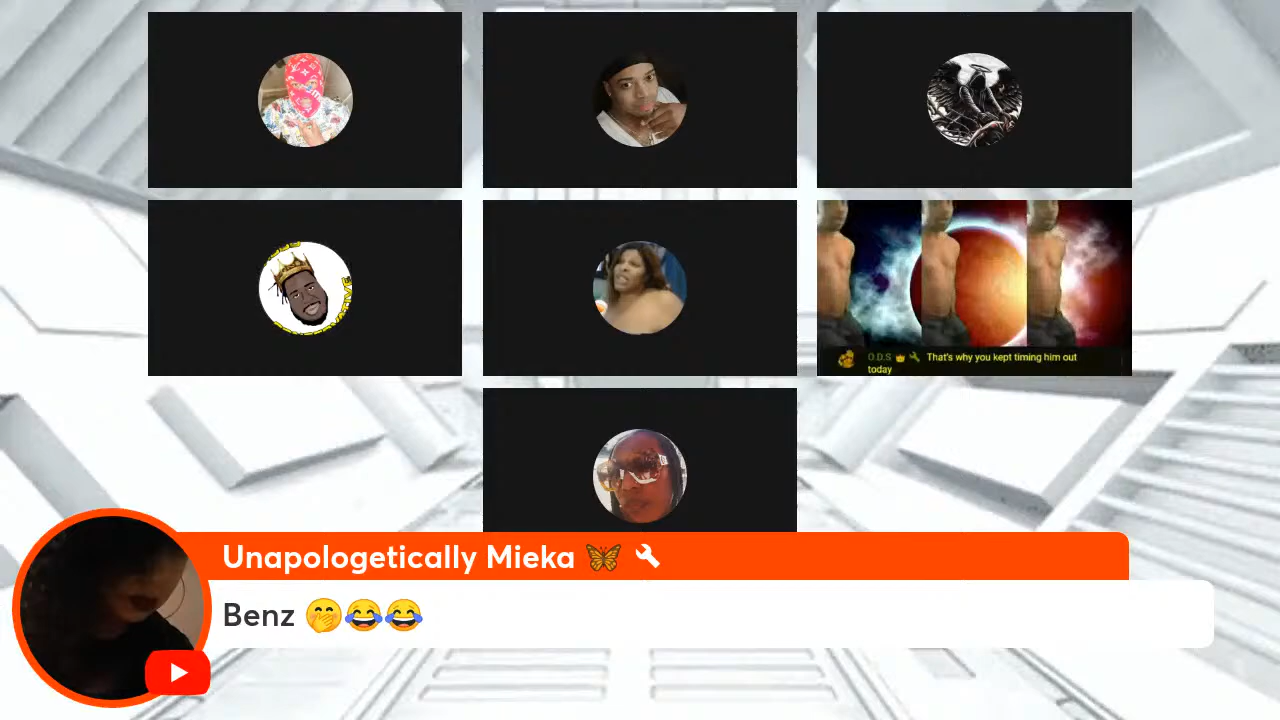 O.D.S 👑 🔧 That's why you kept timing him out
today
Unapologetically Mieka 🦋 🔧
Benz 🤭😂😂